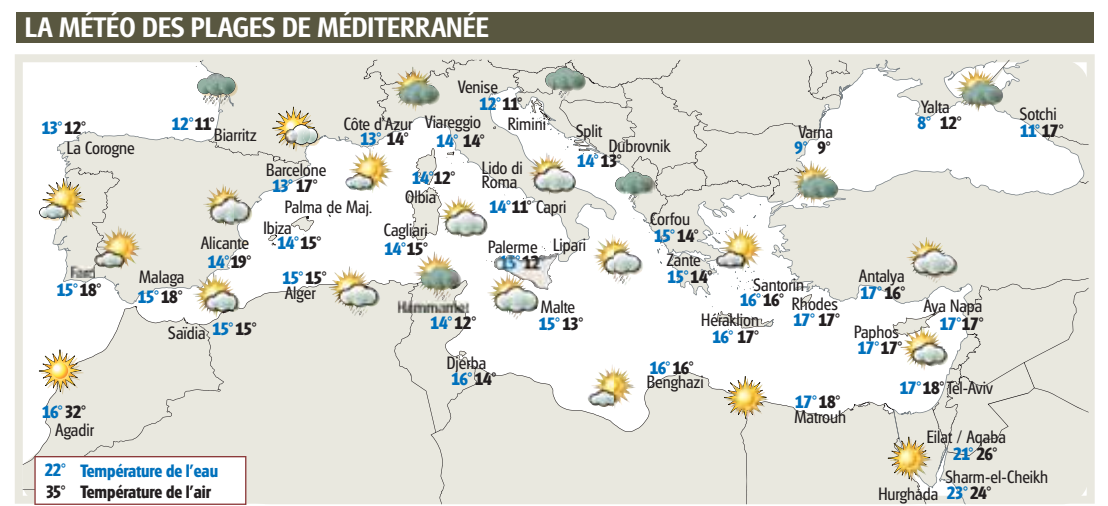 LA MÉTÉO DES PLAGES DE MÉDITERRANÉE
13° 12°
La Corogne
12° 11°
Biarritz
Côte d'Azur
13° 14°
Viareggio
14° 14°
Venise
12° 11°
Rimini
Split
14° 13°
Dubrovnik
Varna
9° 9°
Yalta
8° 12°
Sotchi
11° 17°
Barcelone
13° 17°
Palma de Maj.
Ibiza
14° 15°
14° 12°
Olbia
Lido di
Roma
14° 11° Capri
Cagliari
14° 15°
Palerme
12°
Lipari
Corfou
15° 14°
Zante
15° 14°
Alicante
14° 19°
15° 18°
Malaga
15° 18°
15° 15°
Alger
Saïdia 15° 15°
14° 12°
Malte
15° 13°
Djerba
16° 14°
16° 16°
Benghazi
Santorin
16° 16°
Héraklion
16° 17°
Rhodes
17° 17°
Antalya
17° 16°
Aya Napa
17° 17°
Paphos
17° 17°
17° 18° Tel-Aviv
17° 18°
Matrouh
16° 32°
Agadir
Eilat / Aqaba
21° 26°
Sharm-el-Cheikh
Hurghada 23° 24°
22° Température de l'eau
35° Température de l'air